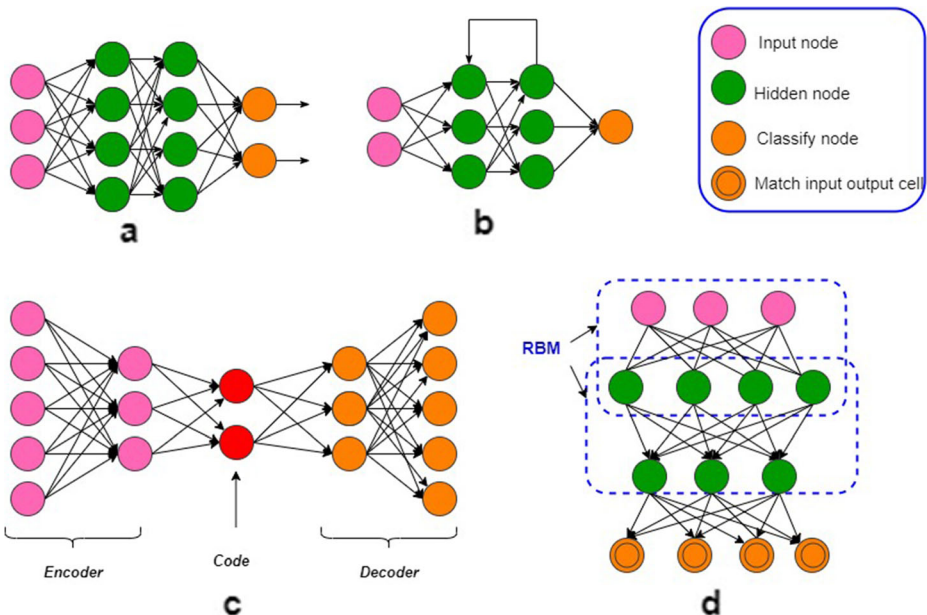 Input node
Hidden node
Classify node
Match input output cell
a
b
RBM
Encoder
Code
Decoder
c
d